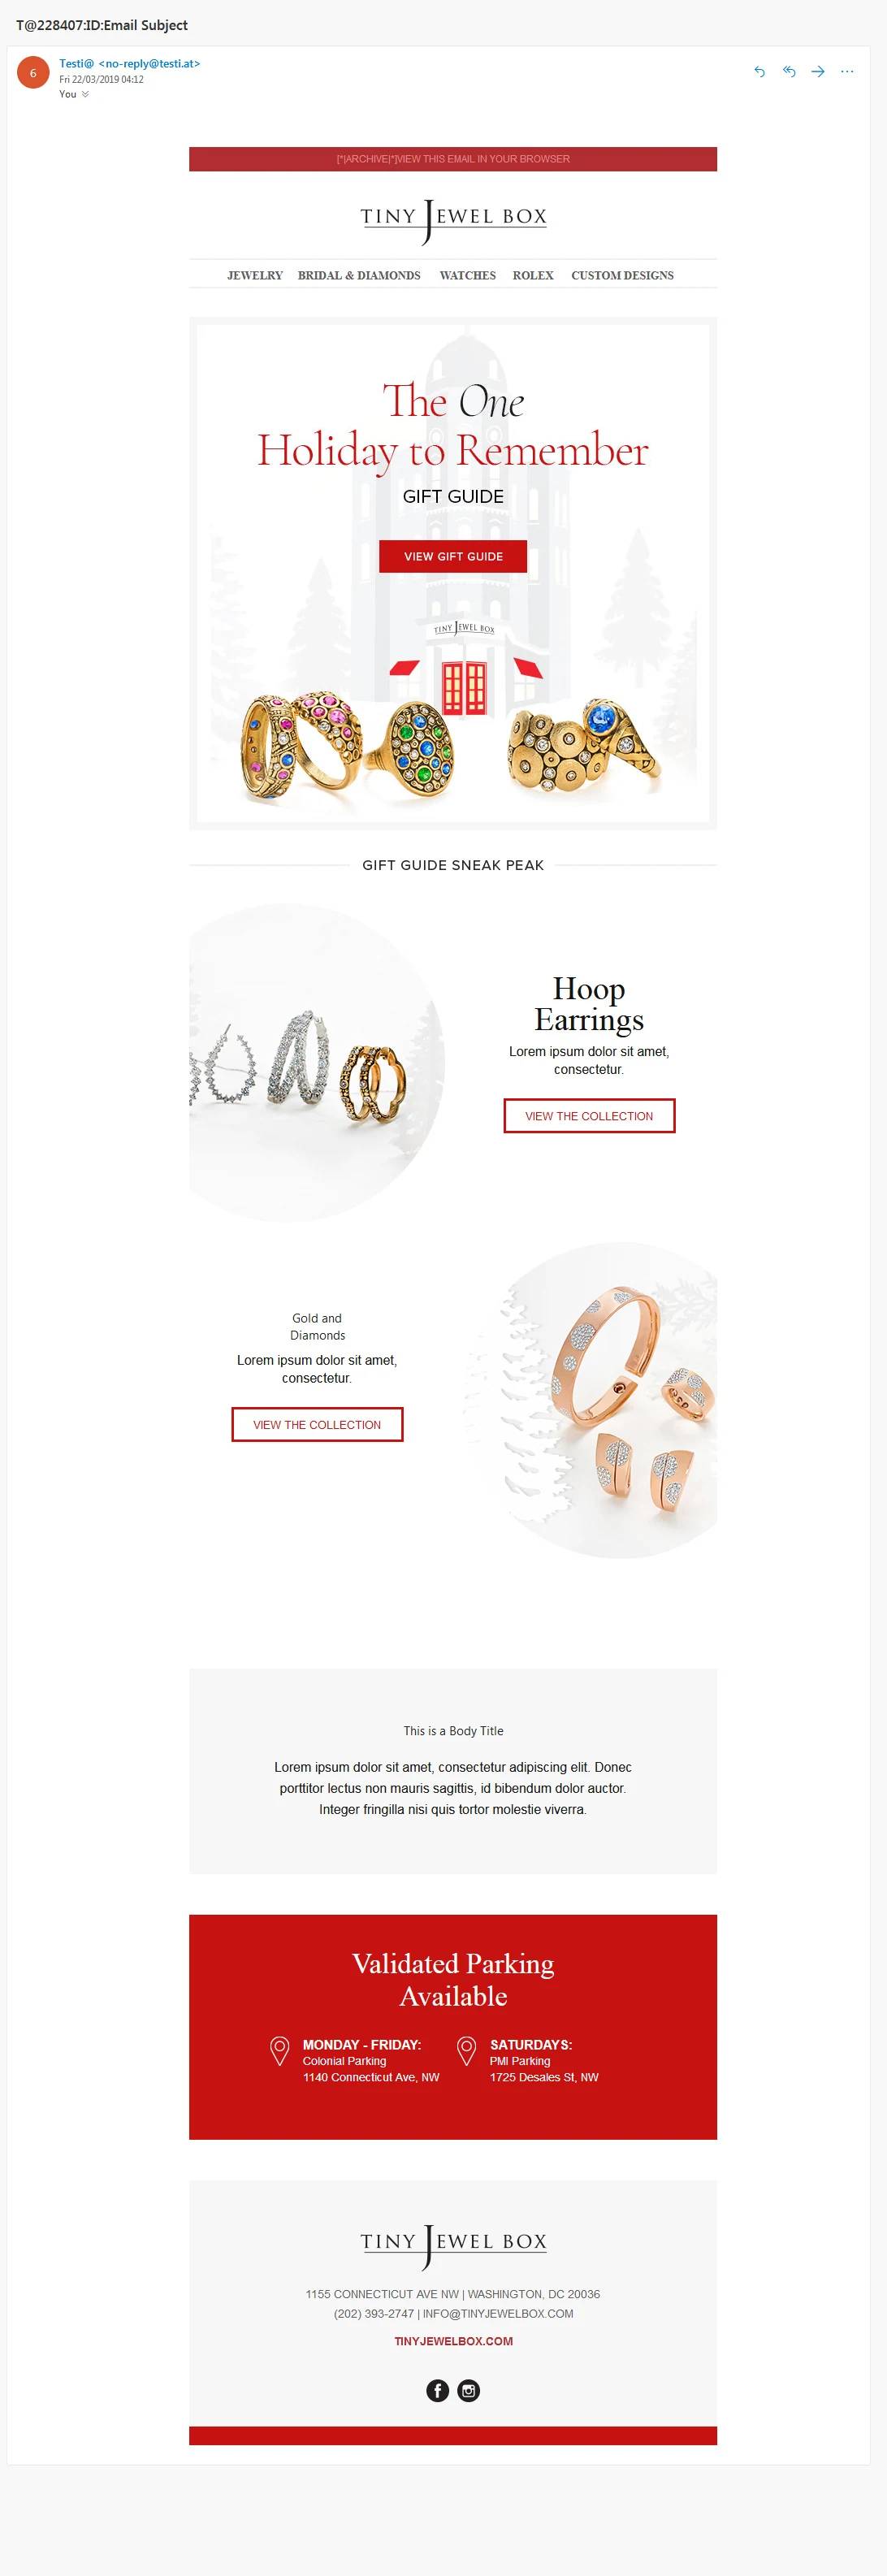 T@228407:ID:Email Subject
6
Testi@ <no-reply@testi.at>
Fri 22/03/2019 04:12
You
[*|ARCHIVE|*]VIEW THIS EMAIL IN YOUR BROWSER
TINY JEWEL BOX
JEWELRY BRIDAL & DIAMONDS WATCHES ROLEX CUSTOM DESIGNS
The One
Holiday to Remember
GIFT GUIDE
VIEW GIFT GUIDE
TINY JEWEL BOX
GIFT GUIDE SNEAK PEAK
Hoop
Earrings
Lorem ipsum dolor sit amet,
consectetur.
VIEW THE COLLECTION
Gold and
Diamonds
Lorem ipsum dolor sit amet,
consectetur.
VIEW THE COLLECTION
This is a Body Title
Lorem ipsum dolor sit amet, consectetur adipiscing elit. Donec
porttitor lectus non mauris sagittis, id bibendum dolor auctor.
Integer fringilla nisi quis tortor molestie viverra.
Validated Parking
Available
MONDAY - FRIDAY:
Colonial Parking
1140 Connecticut Ave, NW
SATURDAYS:
PMI Parking
1725 Desales St, NW
TINY JEWEL BOX
1155 CONNECTICUT AVE NW | WASHINGTON, DC 20036
(202) 393-2747 | INFO@TINYJEWELBOX.COM
TINYJEWELBOX.COM